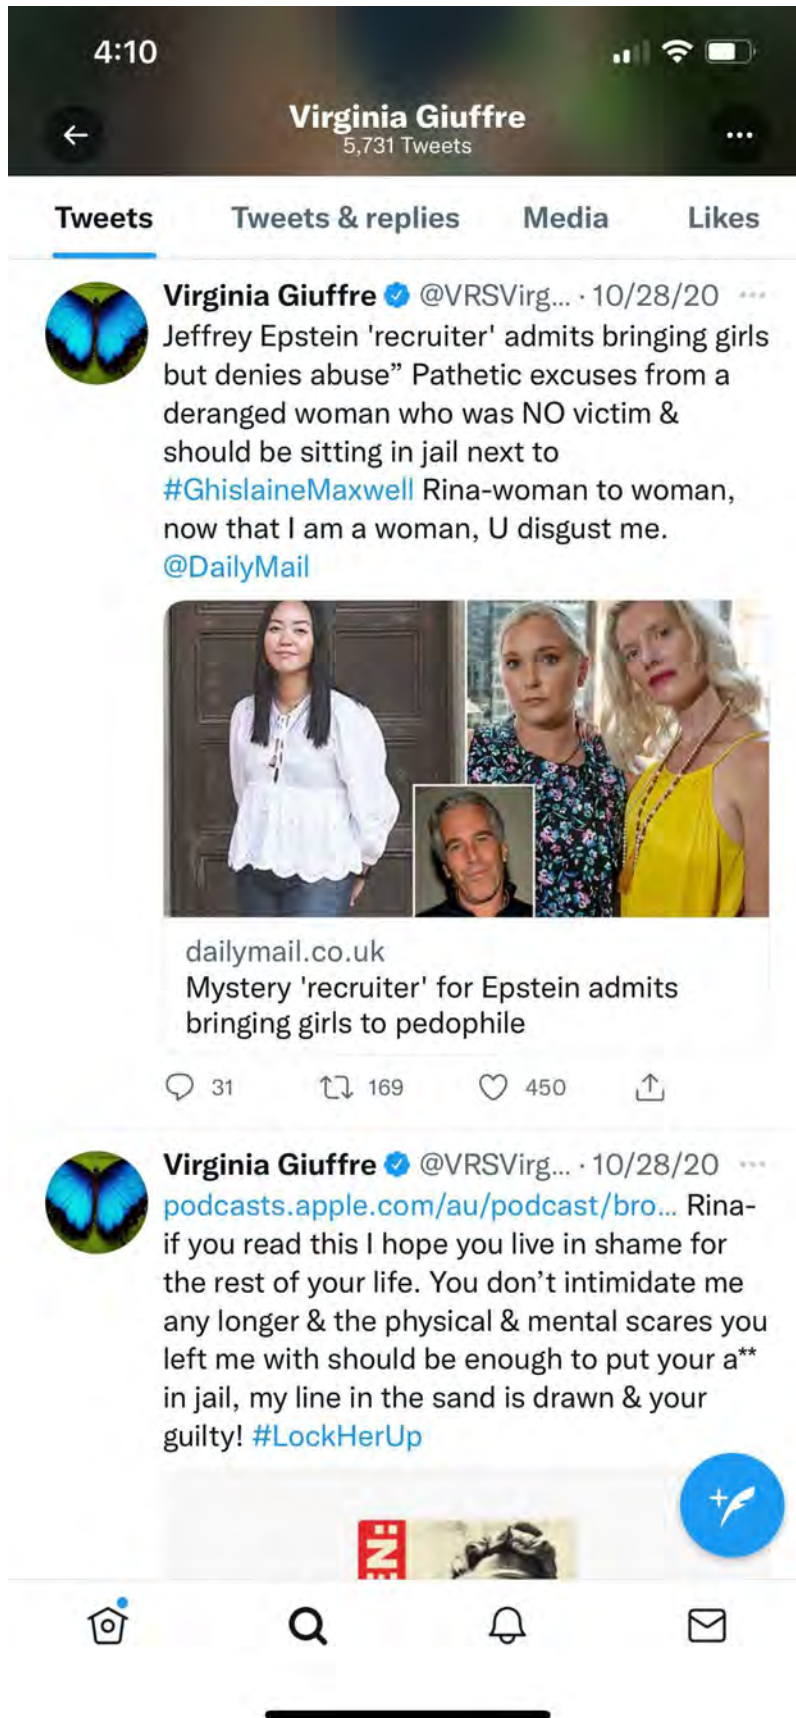 4:10
Virginia Giuffre
5,731 Tweets
Tweets Tweets & replies Media Likes
Virginia Giuffre @VRSVirg... · 10/28/20 ...
Jeffrey Epstein 'recruiter' admits bringing girls
but denies abuse” Pathetic excuses from a
deranged woman who was NO victim &
should be sitting in jail next to
#GhislaineMaxwell Rina-woman to woman,
now that I am a woman, U disgust me.
@DailyMail
dailymail.co.uk
Mystery 'recruiter' for Epstein admits
bringing girls to pedophile
31 169 450
Virginia Giuffre @VRSVirg... · 10/28/20 ...
podcasts.apple.com/au/podcast/bro... Rina-
if you read this I hope you live in shame for
the rest of your life. You don’t intimidate me
any longer & the physical & mental scares you
left me with should be enough to put your a**
in jail, my line in the sand is drawn & your
guilty! #LockHerUp